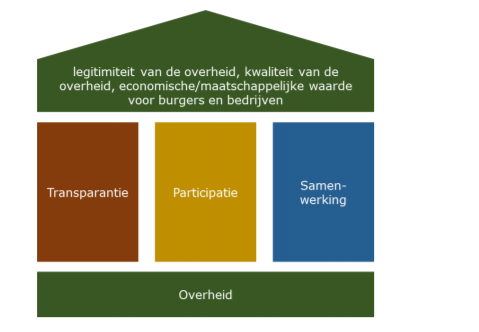 legitimiteit van de overheid, kwaliteit van de
overheid, economische/maatschappelijke waarde
voor burgers en bedrijven
Transparantie
Participatie
Samen-
werking
Overheid